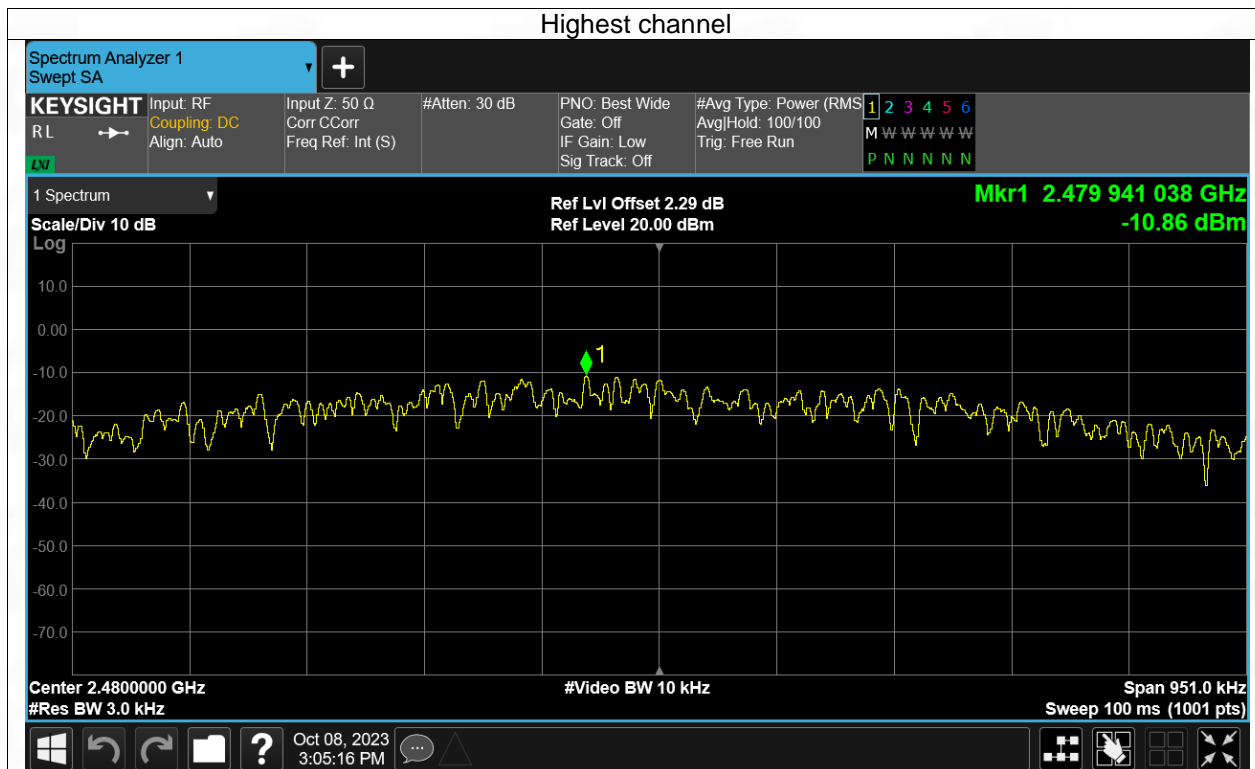 Highest channel
Spectrum Analyzer 1
Swept SA
KEYSIGHT
R L
LXI
Input: RF
Coupling: DC
Align: Auto
Input Z: 50 Ω
Corr CCorr
Freq Ref: Int (S)
#Atten: 30 dB
PNO: Best Wide
Gate: Off
IF Gain: Low
Sig Track: Off
#Avg Type: Power (RMS
Avg|Hold: 100/100
Trig: Free Run
1 2 3 4 5 6
M W W W W W
P N N N N N
1 Spectrum
Scale/Div 10 dB
Ref Lvl Offset 2.29 dB
Ref Level 20.00 dBm
Mkr1 2.479 941 038 GHz
-10.86 dBm
Log
10.0
0.00
-10.0
-20.0
-30.0
-40.0
-50.0
-60.0
-70.0
1
Center 2.4800000 GHz
#Res BW 3.0 kHz
#Video BW 10 kHz
Span 951.0 kHz
Sweep 100 ms (1001 pts)
?
Oct 08, 2023
3:05:16 PM